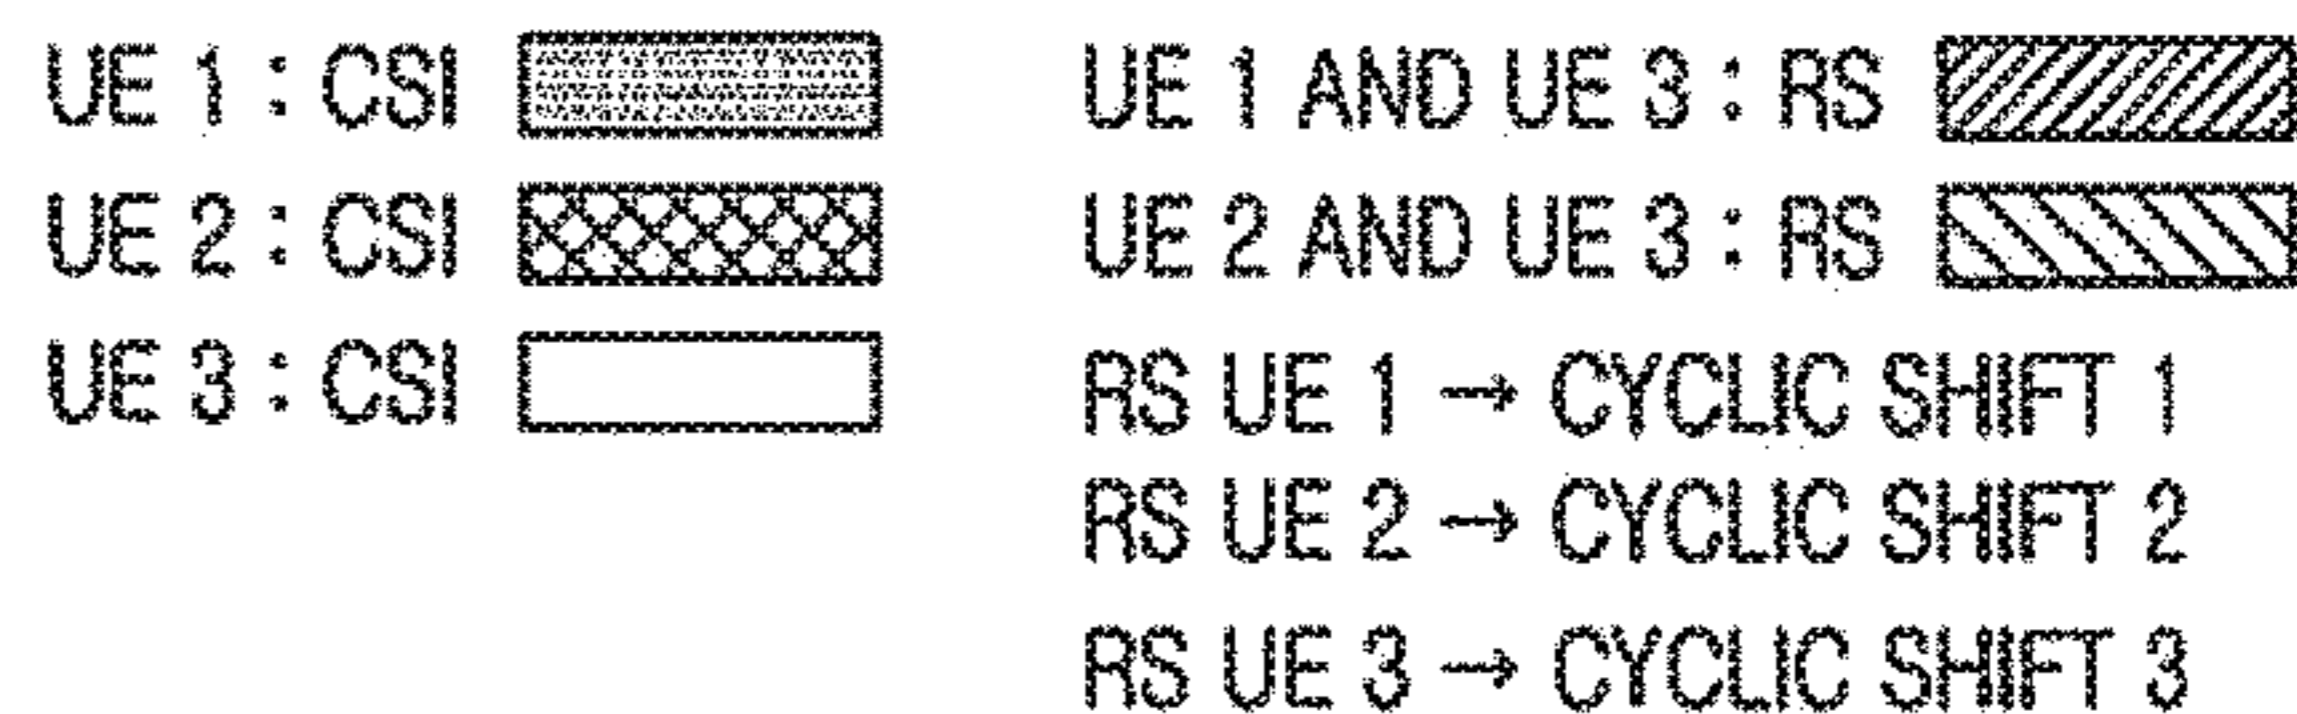 UE 1 : CSI
UE 2 : CSI
UE 3 : CSI
UE 1 AND UE 3 : RS
UE 2 AND UE 3 : RS
RS UE 1 → CYCLIC SHIFT 1
RS UE 2 → CYCLIC SHIFT 2
RS UE 3 → CYCLIC SHIFT 3